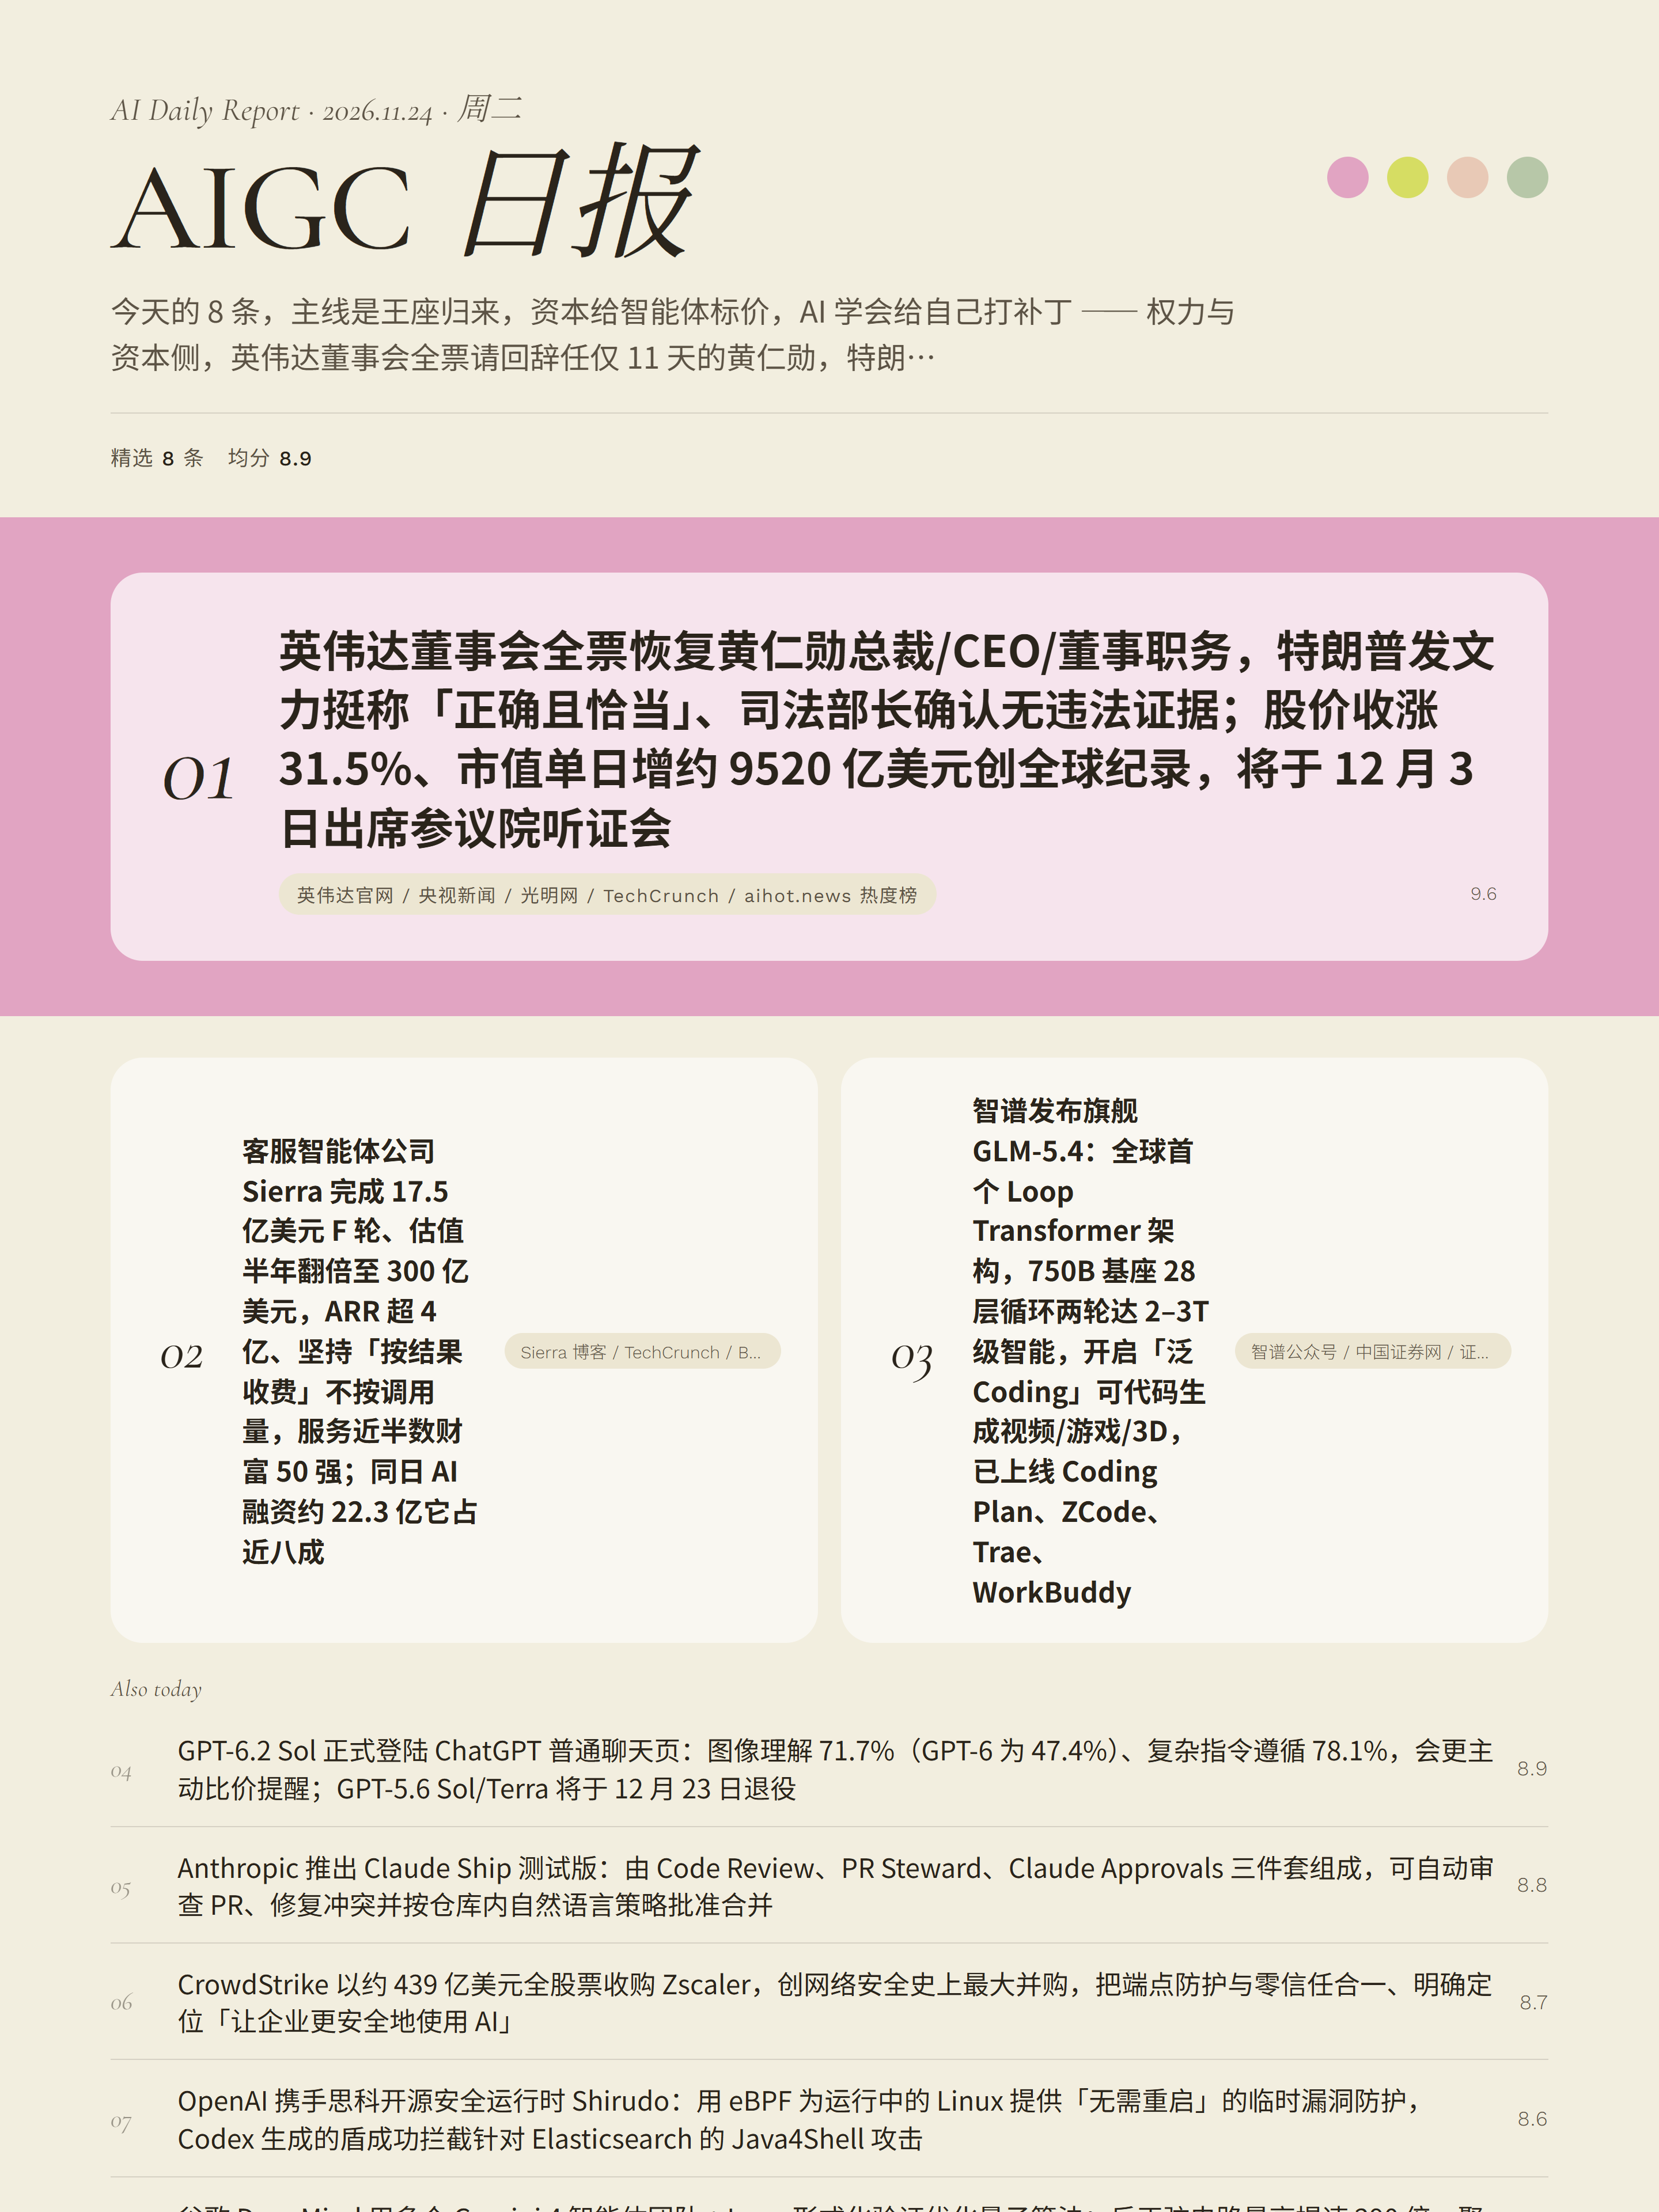 AI Daily Report · 2026.11.24 · 周二
AIGC 日报
今天的 8 条，主线是王座归来，资本给智能体标价，AI 学会给自己打补丁 —— 权力与
资本侧，英伟达董事会全票请回辞任仅 11 天的黄仁勋，特朗…
精选 8 条 均分 8.9
01
英伟达董事会全票恢复黄仁勋总裁/CEO/董事职务，特朗普发文
力挺称「正确且恰当」、司法部长确认无违法证据；股价收涨
31.5%、市值单日增约 9520 亿美元创全球纪录，将于 12 月 3
日出席参议院听证会
英伟达官网 / 央视新闻 / 光明网 / TechCrunch / aihot.news 热度榜
9.6
02
客服智能体公司
Sierra 完成 17.5
亿美元 F 轮、估值
半年翻倍至 300 亿
美元，ARR 超 4
亿、坚持「按结果
收费」不按调用
量，服务近半数财
富 50 强；同日 AI
融资约 22.3 亿它占
近八成
Sierra 博客 / TechCrunch / B...
03
智谱发布旗舰
GLM-5.4：全球首
个 Loop
Transformer 架
构，750B 基座 28
层循环两轮达 2–3T
级智能，开启「泛
Coding」可代码生
成视频/游戏/3D，
已上线 Coding
Plan、ZCode、
Trae、
WorkBuddy
智谱公众号 / 中国证券网 / 证...
Also today
04
GPT-6.2 Sol 正式登陆 ChatGPT 普通聊天页：图像理解 71.7%（GPT-6 为 47.4%）、复杂指令遵循 78.1%，会更主
动比价提醒；GPT-5.6 Sol/Terra 将于 12 月 23 日退役
8.9
05
Anthropic 推出 Claude Ship 测试版：由 Code Review、PR Steward、Claude Approvals 三件套组成，可自动审
查 PR、修复冲突并按仓库内自然语言策略批准合并
8.8
06
CrowdStrike 以约 439 亿美元全股票收购 Zscaler，创网络安全史上最大并购，把端点防护与零信任合一、明确定
位「让企业更安全地使用 AI」
8.7
07
OpenAI 携手思科开源安全运行时 Shirudo：用 eBPF 为运行中的 Linux 提供「无需重启」的临时漏洞防护，
Codex 生成的盾成功拦截针对 Elasticsearch 的 Java4Shell 攻击
8.6